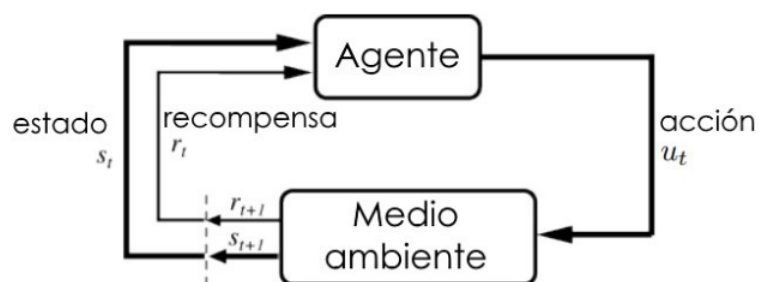 Agente
estado
s_t
recompensa
r_t
acción
u_t
r_{t+1}
s_{t+1}
Medio
ambiente